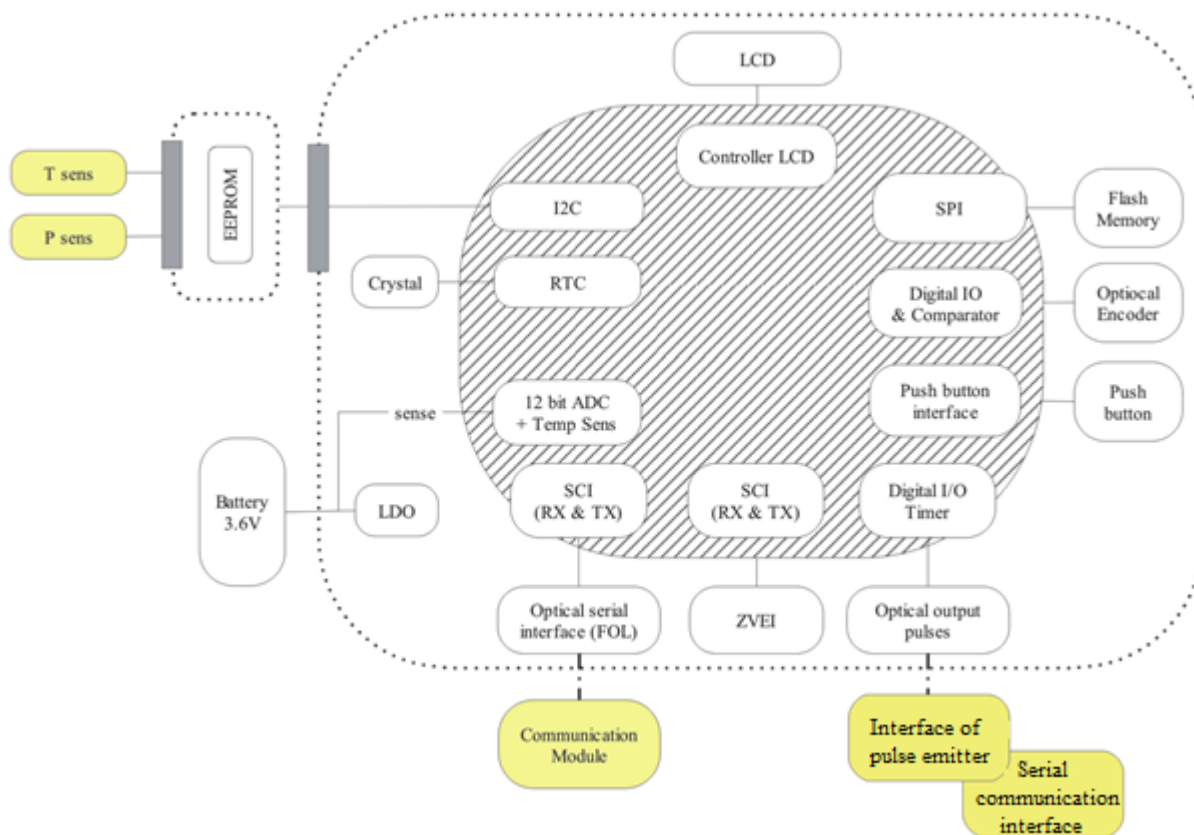 LCD
Controller LCD
T sens
P sens
EEPROM
I2C
SPI
Flash
Memory
Crystal
RTC
Digital IO
& Comparator
Optiocal
Encoder
sense
12 bit ADC
+ Temp Sens
Push button
interface
Push
button
Battery
3.6V
LDO
SCI
(RX & TX)
SCI
(RX & TX)
Digital I/O
Timer
Optical serial
interface (FOL)
ZVEI
Optical output
pulses
Communication
Module
Interface of
pulse emitter
Serial
communication
interface